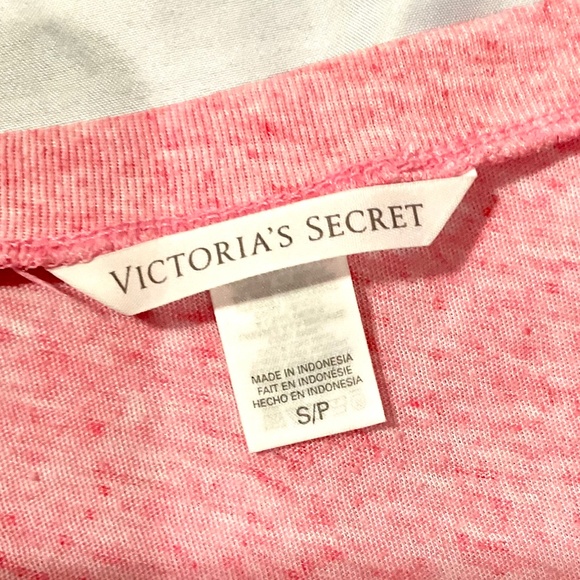 VICTORIA'S SECRET
MADE IN INDONESIA
FAIT EN INDONÉSIE
HECHO EN INDONESIA
S/P